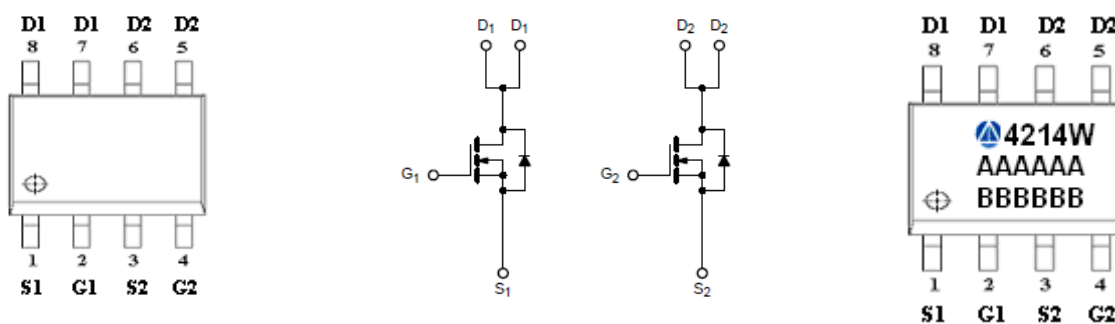 D1 D1 D2 D2
8 7 6 5
1 2 3 4
S1 G1 S2 G2
D1 D1
G1
S1
D2 D2
G2
S2
D1 D1 D2 D2
8 7 6 5
4214W
AAAAAA
BBBBBB
1 2 3 4
S1 G1 S2 G2